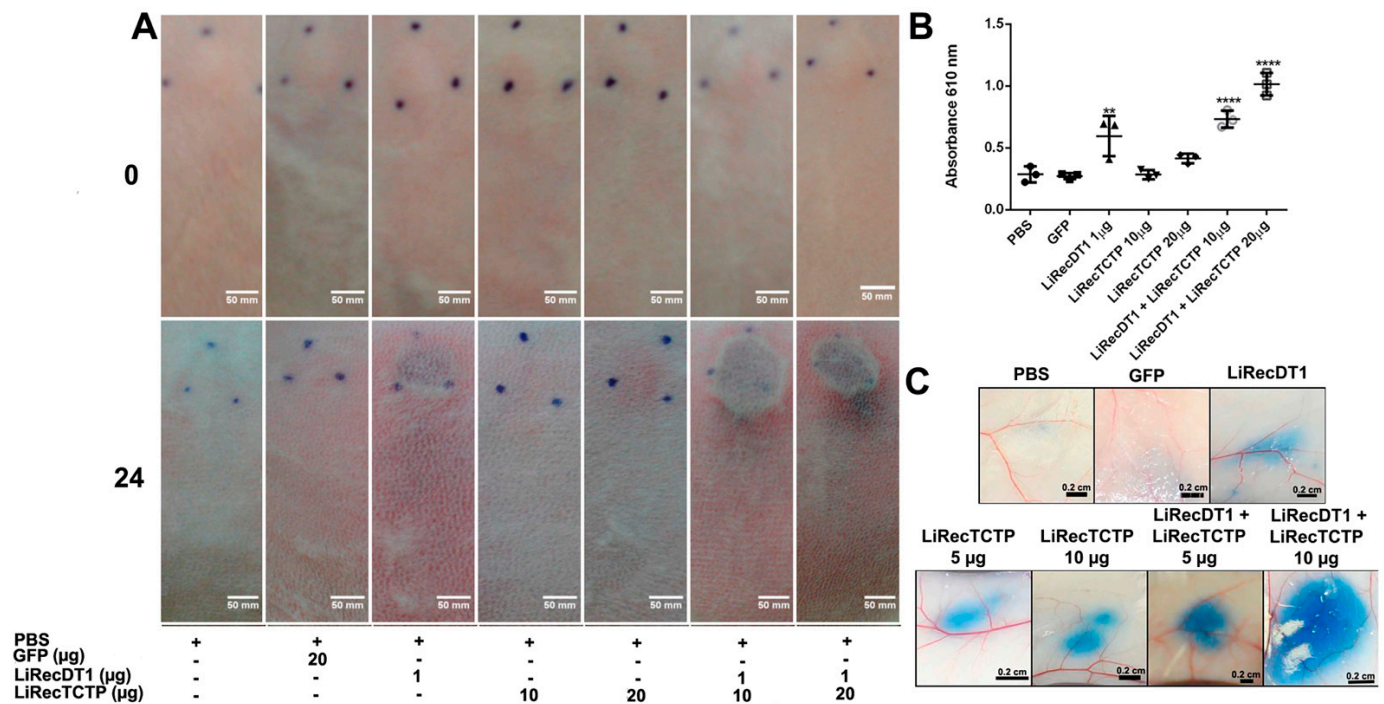 A
0
50 mm 50 mm 50 mm 50 mm 50 mm 50 mm 50 mm
24
50 mm 50 mm 50 mm 50 mm 50 mm 50 mm 50 mm
PBS + + + + + + +
GFP (µg) - 20 - - - - -
LiRecDT1 (µg) - - 1 - - 1 1
LiRecTCTP (µg) - - - 10 20 10 20
B
Absorbance 610 nm
1.5
1.0
0.5
0.0
** **** ****
PBS
GFP
LiRecDT1 1µg
LiRecTCTP 10µg
LiRecTCTP 20µg
LiRecDT1 + LiRecTCTP 10µg
LiRecDT1 + LiRecTCTP 20µg
C
PBS GFP LiRecDT1
0.2 cm 0.2 cm 0.2 cm
LiRecTCTP
5 µg
LiRecTCTP
10 µg
LiRecDT1 +
LiRecTCTP
5 µg
LiRecDT1 +
LiRecTCTP
10 µg
0.2 cm 0.2 cm 0.2 cm 0.2 cm